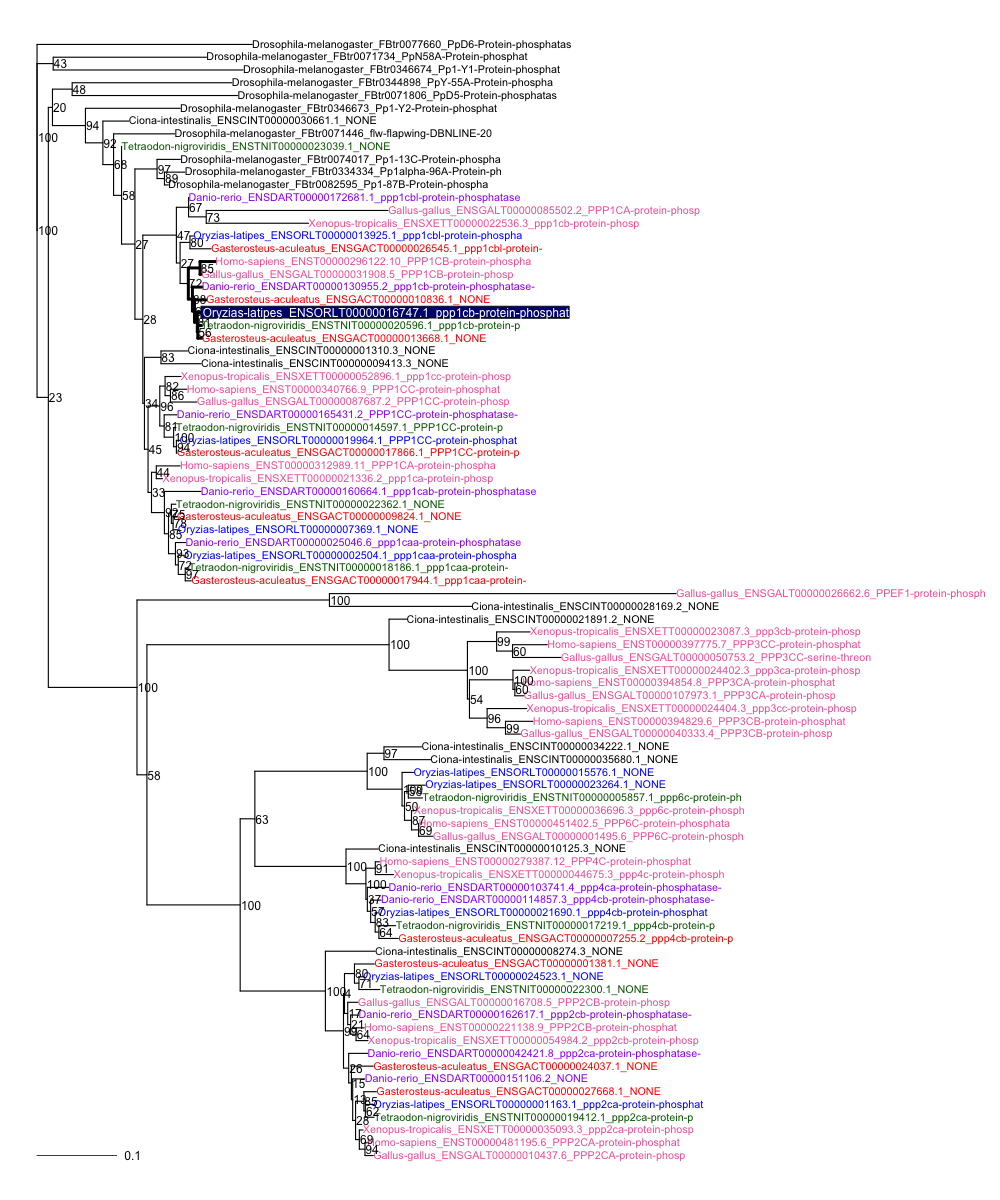 Drosophila-melanogaster_FBtr0077660_PpD6-Protein-phosphatas
Drosophila-melanogaster_FBtr0071734_PpN58A-Protein-phosphat
43
Drosophila-melanogaster_FBtr0346674_Pp1-Y1-Protein-phosphat
Drosophila-melanogaster_FBtr0344898_PpY-55A-Protein-phospha
48
Drosophila-melanogaster_FBtr0071806_PpD5-Protein-phosphatas
20
Drosophila-melanogaster_FBtr0346673_Pp1-Y2-Protein-phosphat
Ciona-intestinalis_ENSCINT00000030661.1_NONE
94
Drosophila-melanogaster_FBtr0071446_flw-flapwing-DBNLINE-20
100
92
Tetraodon-nigroviridis_ENSTNIT00000023039.1_NONE
Drosophila-melanogaster_FBtr0074017_Pp1-13C-Protein-phospha
68
97
Drosophila-melanogaster_FBtr0334334_Pp1alpha-96A-Protein-ph
89
Drosophila-melanogaster_FBtr0082595_Pp1-87B-Protein-phospha
58
Danio-rerio_ENSDART00000172681.1_ppp1cbl-protein-phosphatase
67
Gallus-gallus_ENSGALT00000085502.2_PPP1CA-protein-phosp
73
Xenopus-tropicalis_ENSXETT00000022536.3_ppp1cb-protein-phosp
100
47
Oryzias-latipes_ENSORLT00000013925.1_ppp1cbl-protein-phospha
27
80
Gasterosteus-aculeatus_ENSGACT00000026545.1_ppp1cbl-protein-
27
Homo-sapiens_ENST00000296122.10_PPP1CB-protein-phospha
85
Gallus-gallus_ENSGALT00000031908.5_PPP1CB-protein-phosp
72
Danio-rerio_ENSDART00000130955.2_ppp1cb-protein-phosphatase-
Gasterosteus-aculeatus_ENSGACT00000010836.1_NONE
Oryzias-latipes_ENSORLT00000016747.1_ppp1cb-protein-phosphat
28
Tetraodon-nigroviridis_ENSTNIT00000020596.1_ppp1cb-protein-p
Gasterosteus-aculeatus_ENSGACT00000013668.1_NONE
Ciona-intestinalis_ENSCINT00000001310.3_NONE
83
Ciona-intestinalis_ENSCINT00000009413.3_NONE
Xenopus-tropicalis_ENSXETT00000052896.1_ppp1cc-protein-phosp
82
Homo-sapiens_ENST00000340766.9_PPP1CC-protein-phosphat
86
23
Gallus-gallus_ENSGALT00000087687.2_PPP1CC-protein-phosp
34
96
Danio-rerio_ENSDART00000165431.2_PPP1CC-protein-phosphatase-
81
Tetraodon-nigroviridis_ENSTNIT00000014597.1_PPP1CC-protein-p
100
Oryzias-latipes_ENSORLT00000019964.1_PPP1CC-protein-phosphat
94
45
Gasterosteus-aculeatus_ENSGACT00000017866.1_PPP1CC-protein-p
Homo-sapiens_ENST00000312989.11_PPP1CA-protein-phospha
44
Xenopus-tropicalis_ENSXETT00000021336.2_ppp1ca-protein-phosp
33
Danio-rerio_ENSDART00000160664.1_ppp1cab-protein-phosphatase
Tetraodon-nigroviridis_ENSTNIT00000022362.1_NONE
Gasterosteus-aculeatus_ENSGACT00000009824.1_NONE
78
Oryzias-latipes_ENSORLT00000007369.1_NONE
85
Danio-rerio_ENSDART00000025046.6_ppp1caa-protein-phosphatase
93
Oryzias-latipes_ENSORLT00000002504.1_ppp1caa-protein-phospha
72
Tetraodon-nigroviridis_ENSTNIT00000018186.1_ppp1caa-protein-
97
Gasterosteus-aculeatus_ENSGACT00000017944.1_ppp1caa-protein-
Gallus-gallus_ENSGALT00000026662.6_PPEF1-protein-phosph
100
Ciona-intestinalis_ENSCINT00000028169.2_NONE
Ciona-intestinalis_ENSCINT00000021891.2_NONE
Xenopus-tropicalis_ENSXETT00000023087.3_ppp3cb-protein-phosp
99
100
Homo-sapiens_ENST00000397775.7_PPP3CC-protein-phosphat
60
Gallus-gallus_ENSGALT00000050753.2_PPP3CC-serine-threon
100
Xenopus-tropicalis_ENSXETT00000024402.3_ppp3ca-protein-phosp
100
Homo-sapiens_ENST00000394854.8_PPP3CA-protein-phosphat
60
100
Gallus-gallus_ENSGALT00000107973.1_PPP3CA-protein-phosp
54
Xenopus-tropicalis_ENSXETT00000024404.3_ppp3cc-protein-phosp
96
Homo-sapiens_ENST00000394829.6_PPP3CB-protein-phosphat
99
Gallus-gallus_ENSGALT00000040333.4_PPP3CB-protein-phosp
Ciona-intestinalis_ENSCINT00000034222.1_NONE
97
Ciona-intestinalis_ENSCINT00000035680.1_NONE
58
100
Oryzias-latipes_ENSORLT00000015576.1_NONE
Oryzias-latipes_ENSORLT00000023264.1_NONE
Tetraodon-nigroviridis_ENSTNIT00000005857.1_ppp6c-protein-ph
50
Xenopus-tropicalis_ENSXETT00000036696.3_ppp6c-protein-phosph
63
87
Homo-sapiens_ENST00000451402.5_PPP6C-protein-phosphata
69
Gallus-gallus_ENSGALT00000001495.6_PPP6C-protein-phosph
Ciona-intestinalis_ENSCINT00000010125.3_NONE
Homo-sapiens_ENST00000279387.12_PPP4C-protein-phosphat
100
91
Xenopus-tropicalis_ENSXETT00000044675.3_ppp4c-protein-phosph
100
Danio-rerio_ENSDART00000103741.4_ppp4ca-protein-phosphatase-
37
Danio-rerio_ENSDART00000114857.3_ppp4cb-protein-phosphatase-
100
57
Oryzias-latipes_ENSORLT00000021690.1_ppp4cb-protein-phosphat
83
Tetraodon-nigroviridis_ENSTNIT00000017219.1_ppp4cb-protein-p
64
Gasterosteus-aculeatus_ENSGACT00000007255.2_ppp4cb-protein-p
Ciona-intestinalis_ENSCINT00000008274.3_NONE
Gasterosteus-aculeatus_ENSGACT00000001381.1_NONE
80
Oryzias-latipes_ENSORLT00000024523.1_NONE
71
Tetraodon-nigroviridis_ENSTNIT00000022300.1_NONE
100
4
Gallus-gallus_ENSGALT00000016708.5_PPP2CB-protein-phosp
17
Danio-rerio_ENSDART00000162617.1_ppp2cb-protein-phosphatase-
21
Homo-sapiens_ENST00000221138.9_PPP2CB-protein-phosphat
64
Xenopus-tropicalis_ENSXETT00000054984.2_ppp2cb-protein-phosp
Danio-rerio_ENSDART00000042421.8_ppp2ca-protein-phosphatase-
26
Gasterosteus-aculeatus_ENSGACT00000024037.1_NONE
15
Danio-rerio_ENSDART00000151106.2_NONE
Gasterosteus-aculeatus_ENSGACT00000027668.1_NONE
13
85
Oryzias-latipes_ENSORLT00000001163.1_ppp2ca-protein-phosphat
62
Tetraodon-nigroviridis_ENSTNIT00000019412.1_ppp2ca-protein-p
28
Xenopus-tropicalis_ENSXETT00000035093.3_ppp2ca-protein-phosp
69
Homo-sapiens_ENST00000481195.6_PPP2CA-protein-phosphat
94
Gallus-gallus_ENSGALT00000010437.6_PPP2CA-protein-phosp
0.1